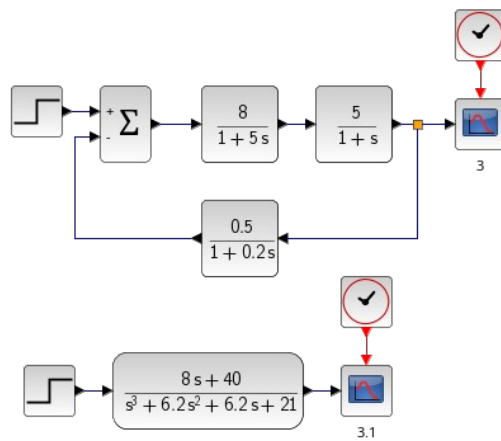 +
-
Σ
8
1 + 5 s
5
1 + s
3
0.5
1 + 0.2 s
8 s + 40
s³ + 6.2 s² + 6.2 s + 21
3.1